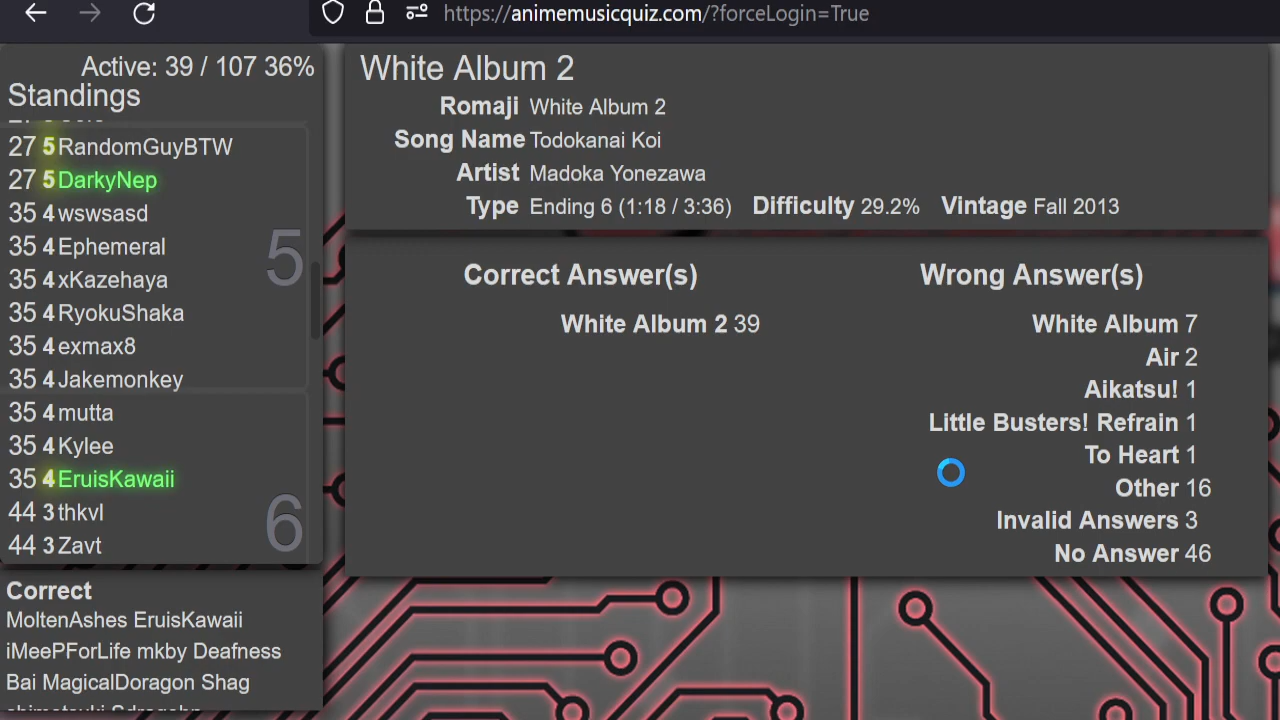 https://animemusicquiz.com/?forceLogin=True
Active: 39 / 107 36%
Standings
27 5 RandomGuyBTW
27 5 DarkyNep
35 4 wswsasd
35 4 Ephemeral
35 4 xKazehaya
35 4 RyokuShaka
35 4 exmax8
35 4 Jakemonkey
5
35 4 mutta
35 4 Kylee
35 4 EruisKawaii
44 3 thkvl
44 3 Zavt
6
Correct
MoltenAshes EruisKawaii
iMeePForLife mkby Deafness
Bai MagicalDoragon Shag
White Album 2
Romaji White Album 2
Song Name Todokanai Koi
Artist Madoka Yonezawa
Type Ending 6 (1:18 / 3:36) Difficulty 29.2% Vintage Fall 2013
Correct Answer(s)
White Album 2 39
Wrong Answer(s)
White Album 7
Air 2
Aikatsu! 1
Little Busters! Refrain 1
To Heart 1
Other 16
Invalid Answers 3
No Answer 46